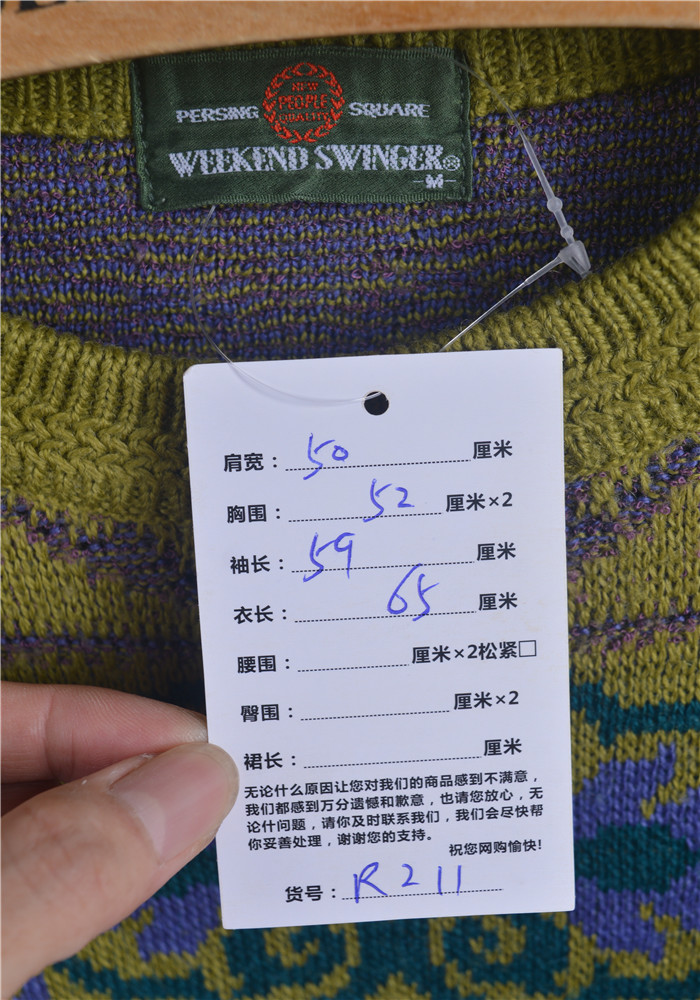 NEW
PERSING PEOPLE SQUARE
QUALITY
WEEKEND SWINGER®
-M-
肩宽：50厘米
胸围：52厘米×2
袖长：59厘米
衣长：65厘米
腰围：厘米×2松紧□
臀围：厘米×2
裙长：厘米
无论什么原因让您对我们的商品感到不满意，
我们都感到万分遗憾和歉意，也请您放心，无
论什问题，请你及时联系我们，我们会尽快帮
你妥善处理，谢谢您的支持。
祝您网购愉快!
货号：R211